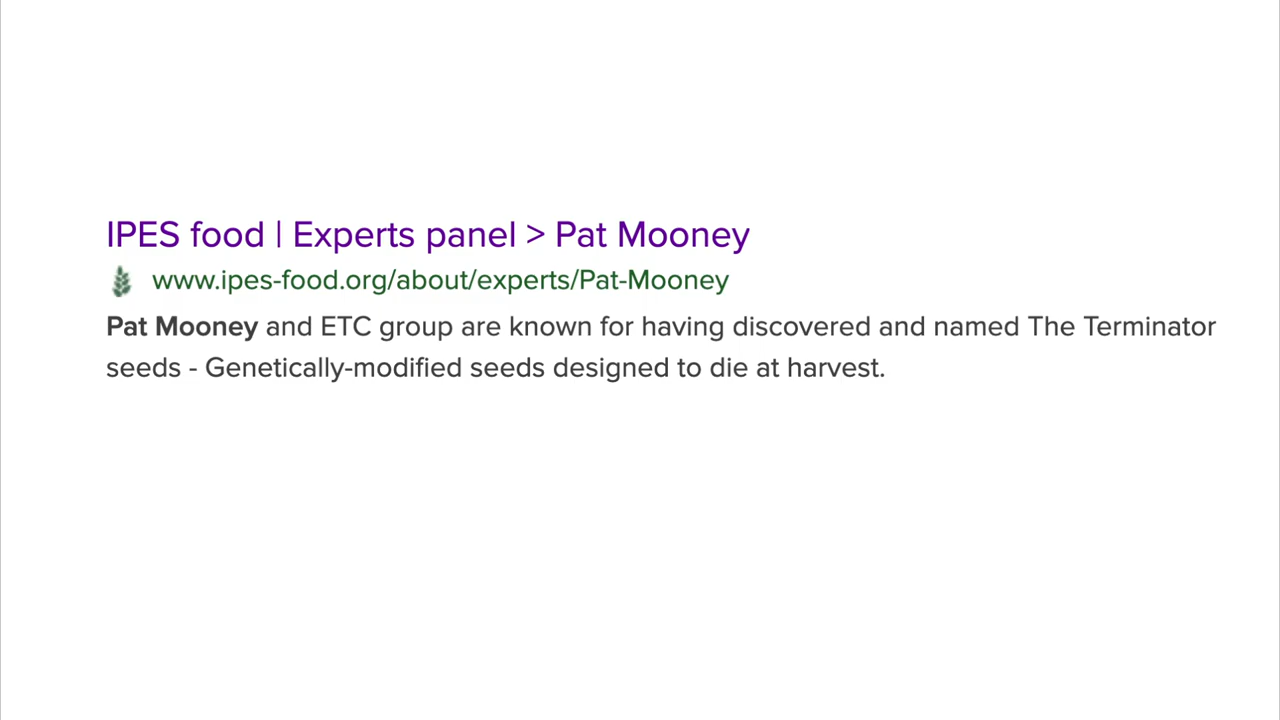 IPES food | Experts panel > Pat Mooney
www.ipes-food.org/about/experts/Pat-Mooney
Pat Mooney and ETC group are known for having discovered and named The Terminator
seeds - Genetically-modified seeds designed to die at harvest.